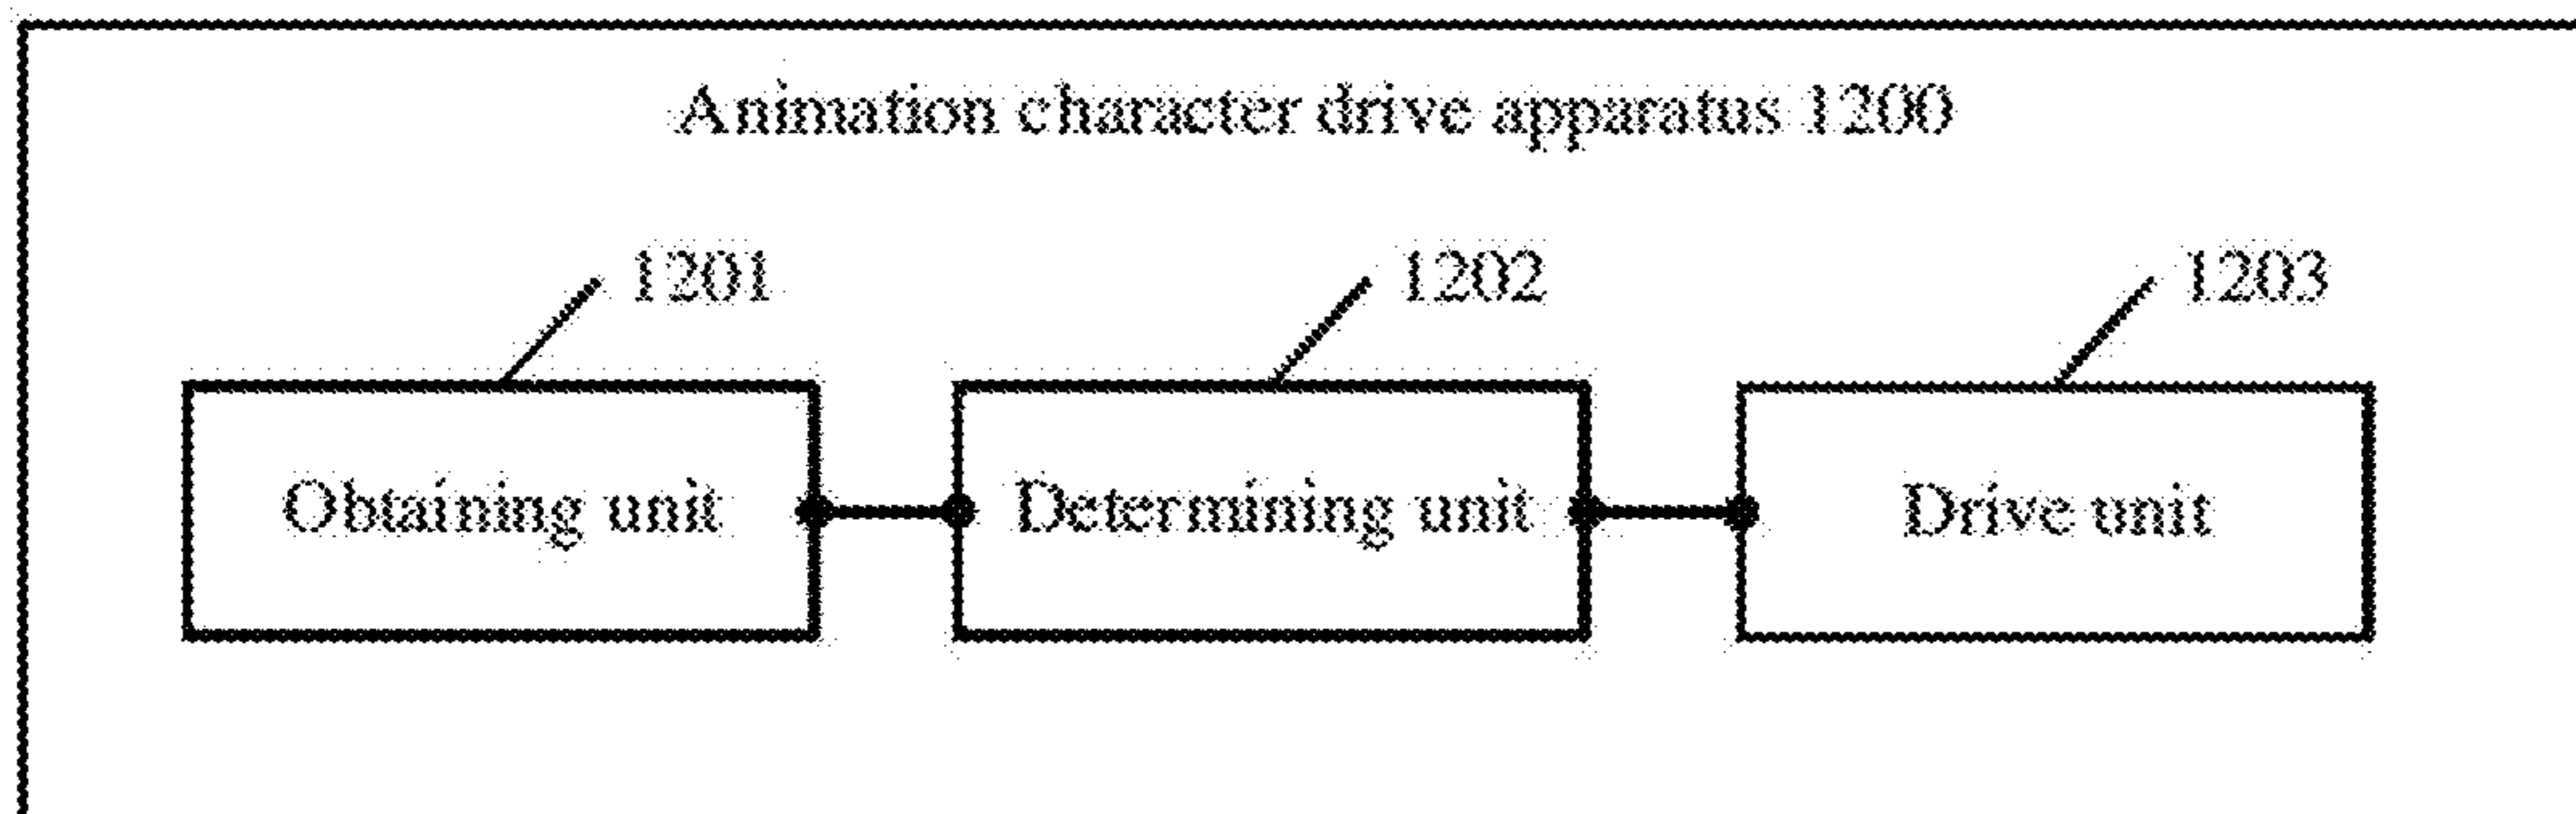 Animation character drive apparatus 1200
1201 1202 1203
Obtaining unit Determining unit Drive unit